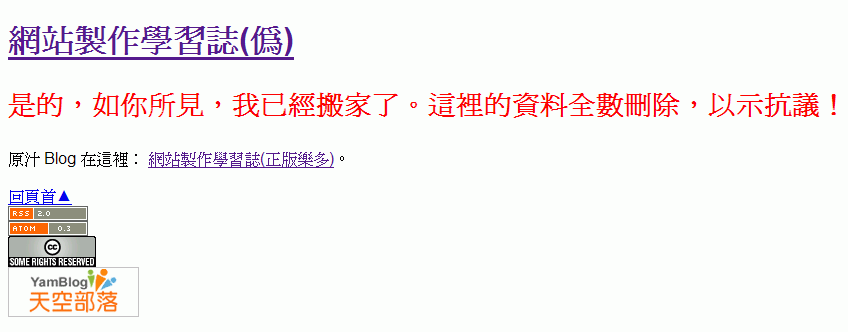 網站製作學習誌(僞)
是的，如你所見，我已經搬家了。這裡的資料全數刪除，以示抗議！
原汁 Blog 在這裡： 網站製作學習誌(正版樂多)。
回頁首▲
RSS 2.0
ATOM 0.3
cc
SOME RIGHTS RESERVED
YamBlog
天空部落